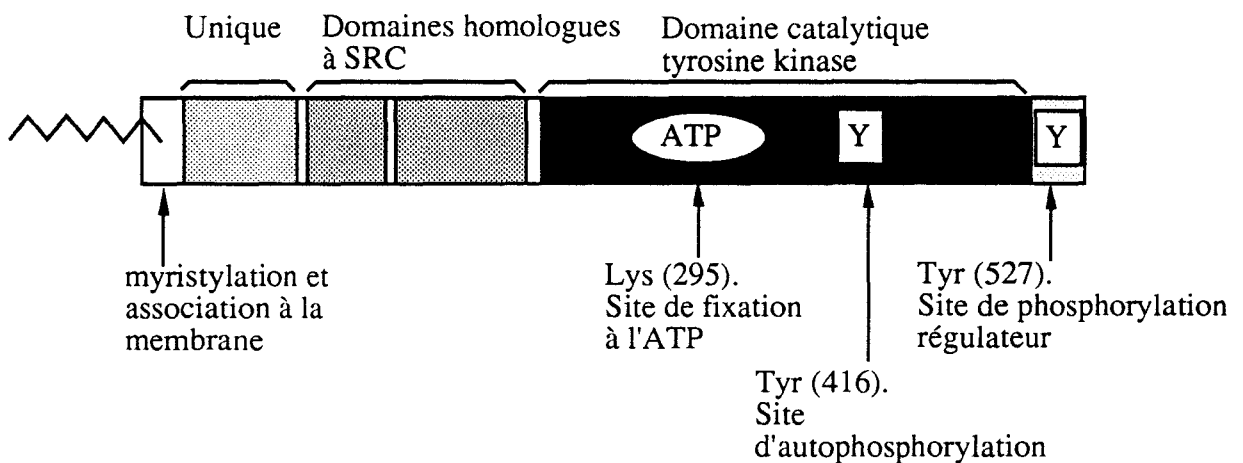 Unique
Domaines homologues
à SRC
Domaine catalytique
tyrosine kinase
ATP
Y
Y
myristylation et
association à la
membrane
Lys (295).
Site de fixation
à l'ATP
Tyr (416).
Site
d'autophosphorylation
Tyr (527).
Site de phosphorylation
régulateur